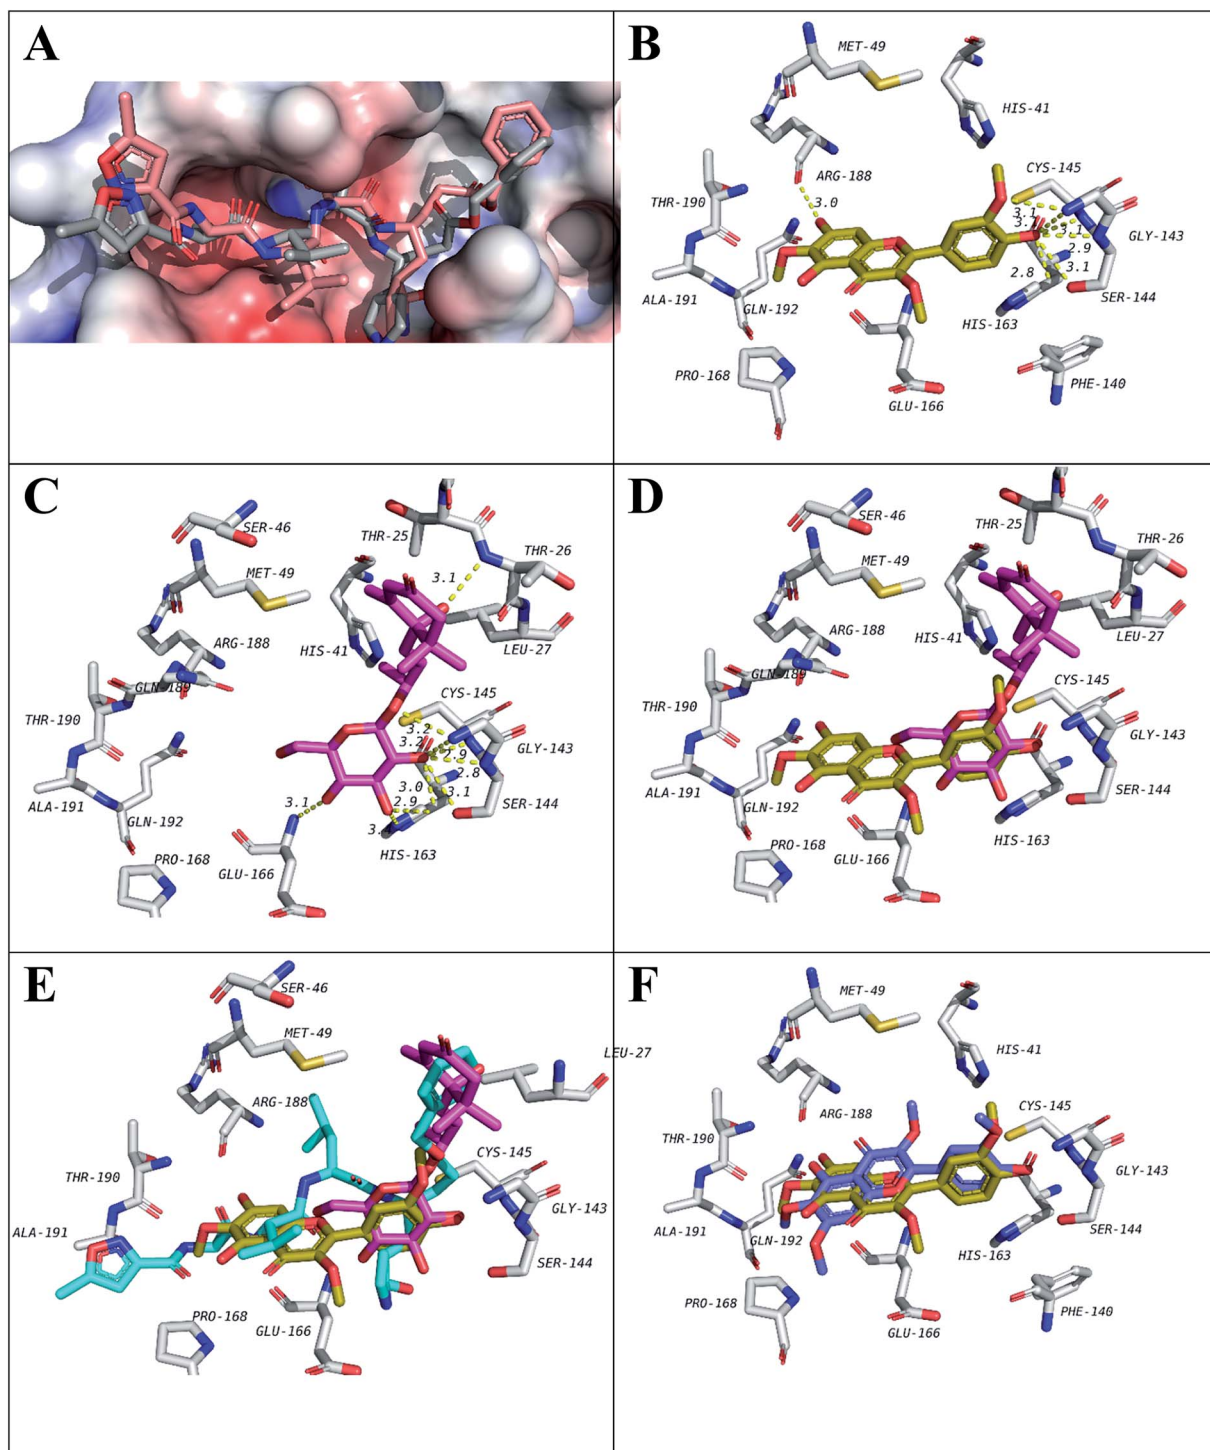 A
B
MET-49
HIS-41
ARG-188
CYS-145
THR-190
3.0
3.1
3.1
GLY-143
2.9
2.8
3.1
ALA-191
GLN-192
SER-144
HIS-163
PRO-168
PHE-140
GLU-166
C
SER-46
THR-25
THR-26
MET-49
3.1
ARG-188
HIS-41
LEU-27
GLN-189
CYS-145
THR-190
3.2
3.2
GLY-143
2.9
2.8
3.0
3.1
2.9
SER-144
ALA-191
3.1
GLN-192
3.4
HIS-163
PRO-168
GLU-166
D
SER-46
THR-25
THR-26
MET-49
ARG-188
HIS-41
LEU-27
GLN-189
CYS-145
THR-190
GLY-143
ALA-191
GLN-192
SER-144
HIS-163
PRO-168
GLU-166
E
SER-46
MET-49
LEU-27
ARG-188
CYS-145
THR-190
GLY-143
ALA-191
SER-144
PRO-168
GLU-166
F
MET-49
HIS-41
ARG-188
CYS-145
THR-190
GLY-143
ALA-191
GLN-192
SER-144
HIS-163
PRO-168
PHE-140
GLU-166